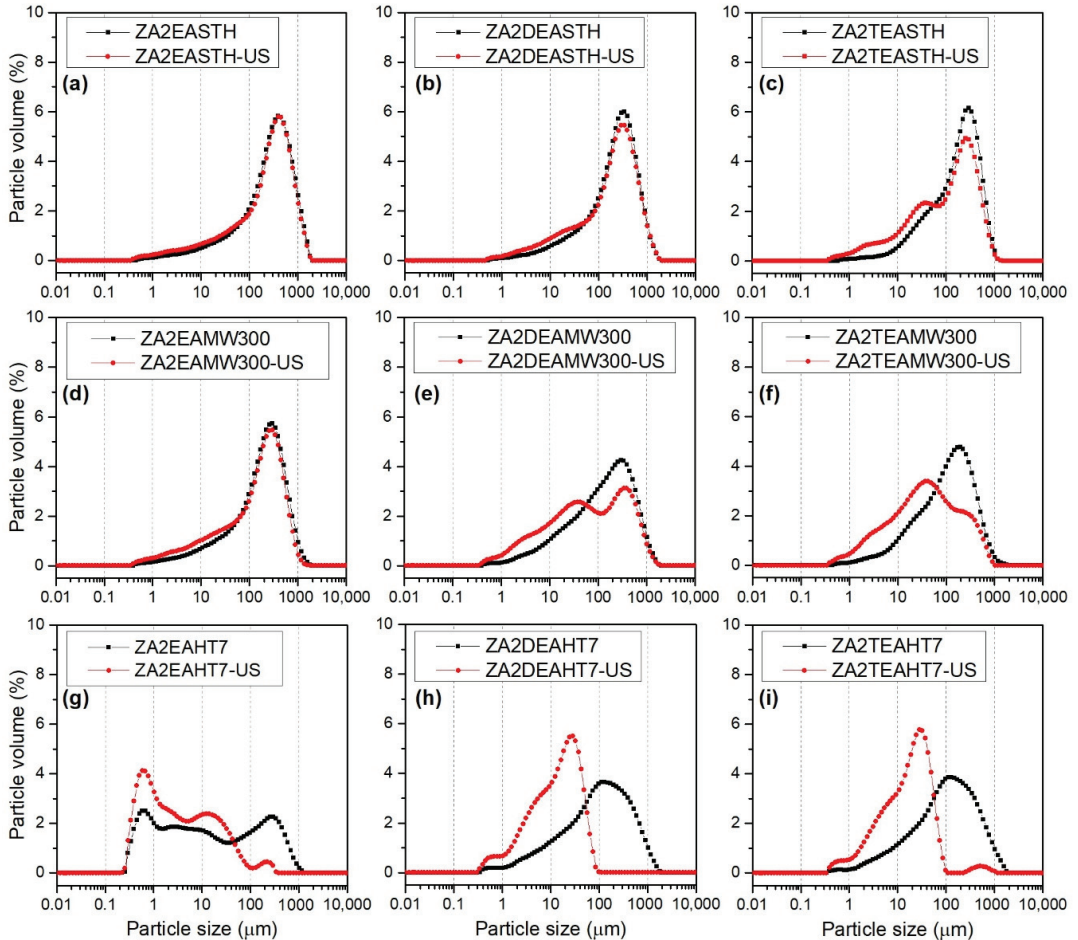 ZA2EASTH
ZA2EASTH-US
(a)
ZA2DEASTH
ZA2DEASTH-US
(b)
ZA2TEASTH
ZA2TEASTH-US
(c)
Particle volume (%)
10
8
6
4
2
0
0.01 0.1 1 10 100 1000 10,000
0.01 0.1 1 10 100 1000 10,000
0.01 0.1 1 10 100 1000 10,000
ZA2EAMW300
ZA2EAMW300-US
(d)
ZA2DEAMW300
ZA2DEAMW300-US
(e)
ZA2TEAMW300
ZA2TEAMW300-US
(f)
Particle volume (%)
10
8
6
4
2
0
10
8
6
4
2
0
10
8
6
4
2
0
0.01 0.1 1 10 100 1000 10,000
0.01 0.1 1 10 100 1000 10,000
0.01 0.1 1 10 100 1000 10,000
ZA2EAHT7
ZA2EAHT7-US
(g)
ZA2DEAHT7
ZA2DEAHT7-US
(h)
ZA2TEAHT7
ZA2TEAHT7-US
(i)
Particle volume (%)
10
8
6
4
2
0
10
8
6
4
2
0
10
8
6
4
2
0
0.01 0.1 1 10 100 1000 10,000
0.01 0.1 1 10 100 1000 10,000
0.01 0.1 1 10 100 1000 10,000
Particle size (μm)
Particle size (μm)
Particle size (μm)
10
8
6
4
2
0
10
8
6
4
2
0